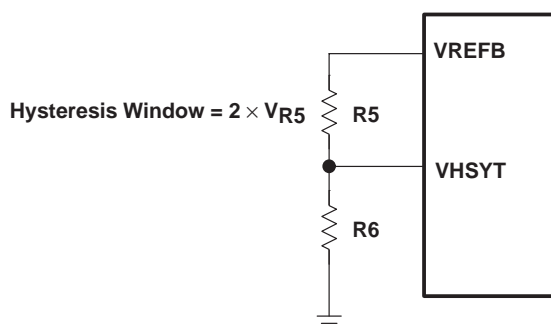 VREFB
Hysteresis Window = 2 × VR5
R5
VHSYT
R6